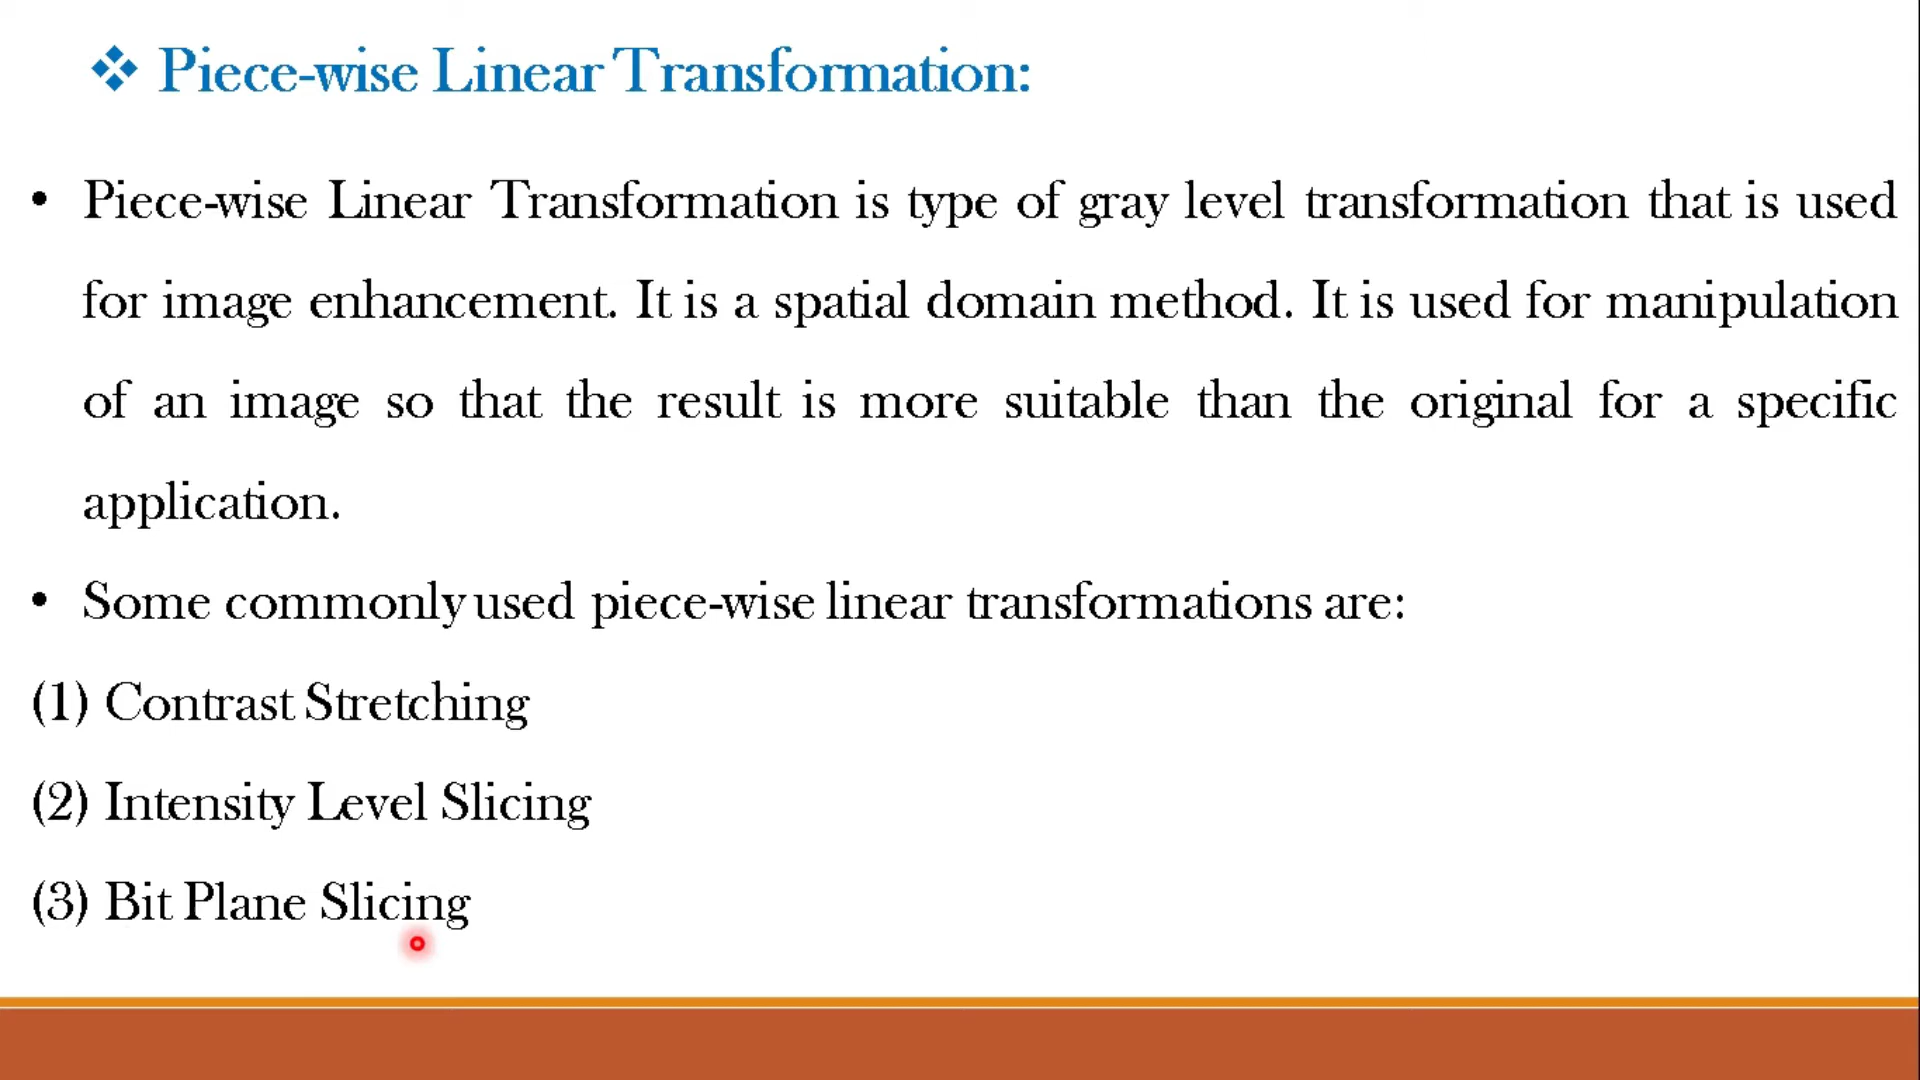 Piece-wise Linear Transformation:
• Piece-wise Linear Transformation is type of gray level transformation that is used
for image enhancement. It is a spatial domain method. It is used for manipulation
of an image so that the result is more suitable than the original for a specific
application.
• Some commonly used piece-wise linear transformations are:
(1) Contrast Stretching
(2) Intensity Level Slicing
(3) Bit Plane Slicing